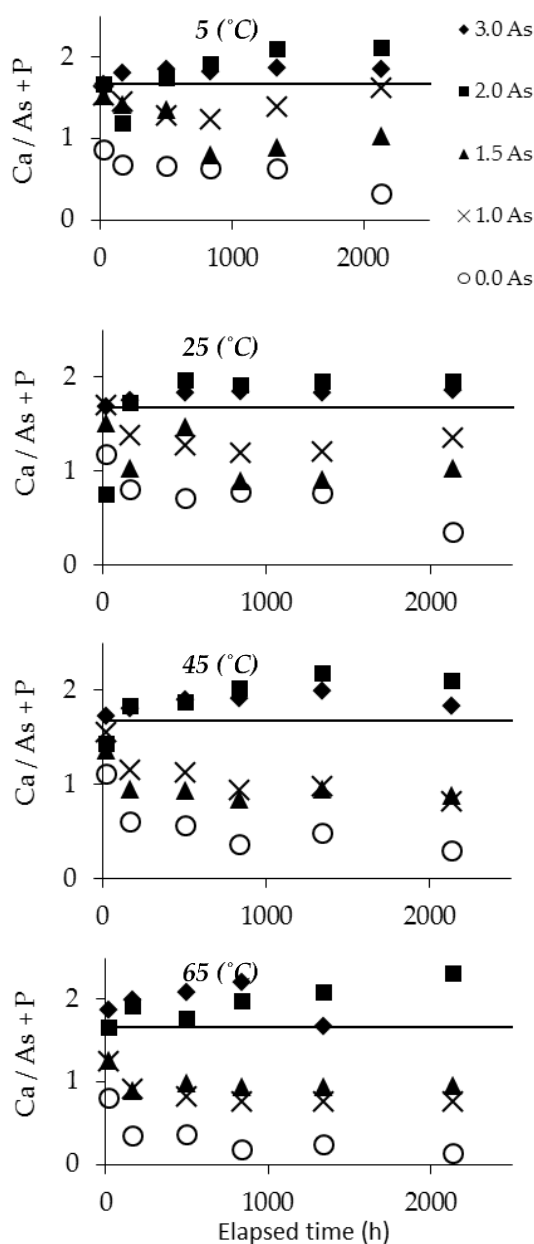 5 (°C)
2
1
0
Ca / As + P
0
1000
2000
3.0 As
2.0 As
1.5 As
1.0 As
0.0 As
25 (°C)
2
1
0
Ca / As + P
0
1000
2000
45 (°C)
2
1
0
Ca / As + P
0
1000
2000
65 (°C)
2
1
0
Ca / As + P
0
1000
2000
Elapsed time (h)